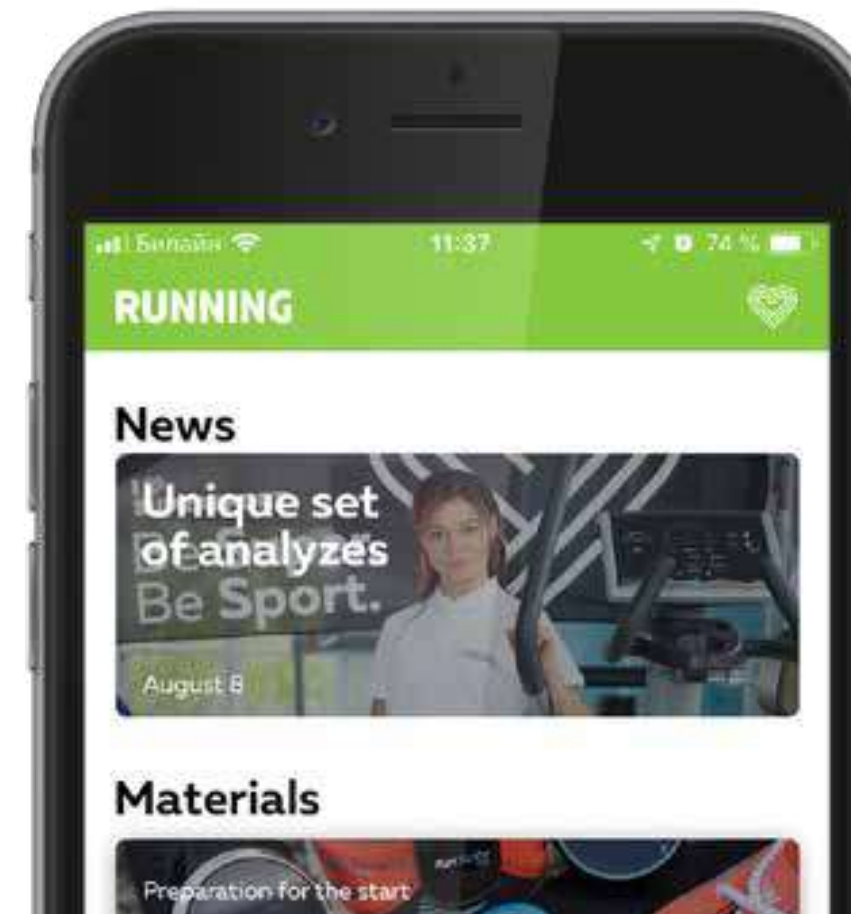 Билайн
11:37
74 %
RUNNING
News
Unique set
of analyzes
Be Sport.
August 8
Materials
Preparation for the start